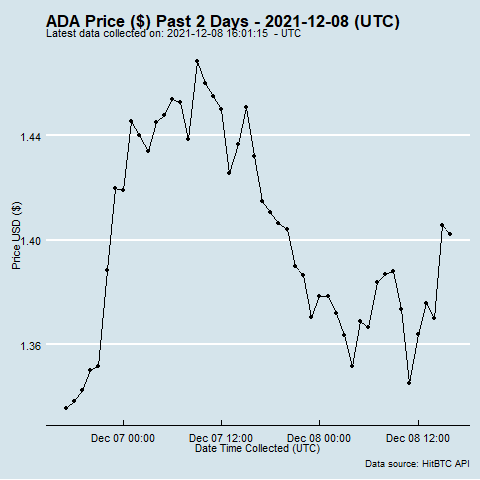 ADA Price ($) Past 2 Days - 2021-12-08 (UTC)
Latest data collected on: 2021-12-08 16:01:15 - UTC
1.44
1.40
1.36
Price USD ($)
Dec 07 00:00 Dec 07 12:00 Dec 08 00:00 Dec 08 12:00
Date Time Collected (UTC)
Data source: HitBTC API